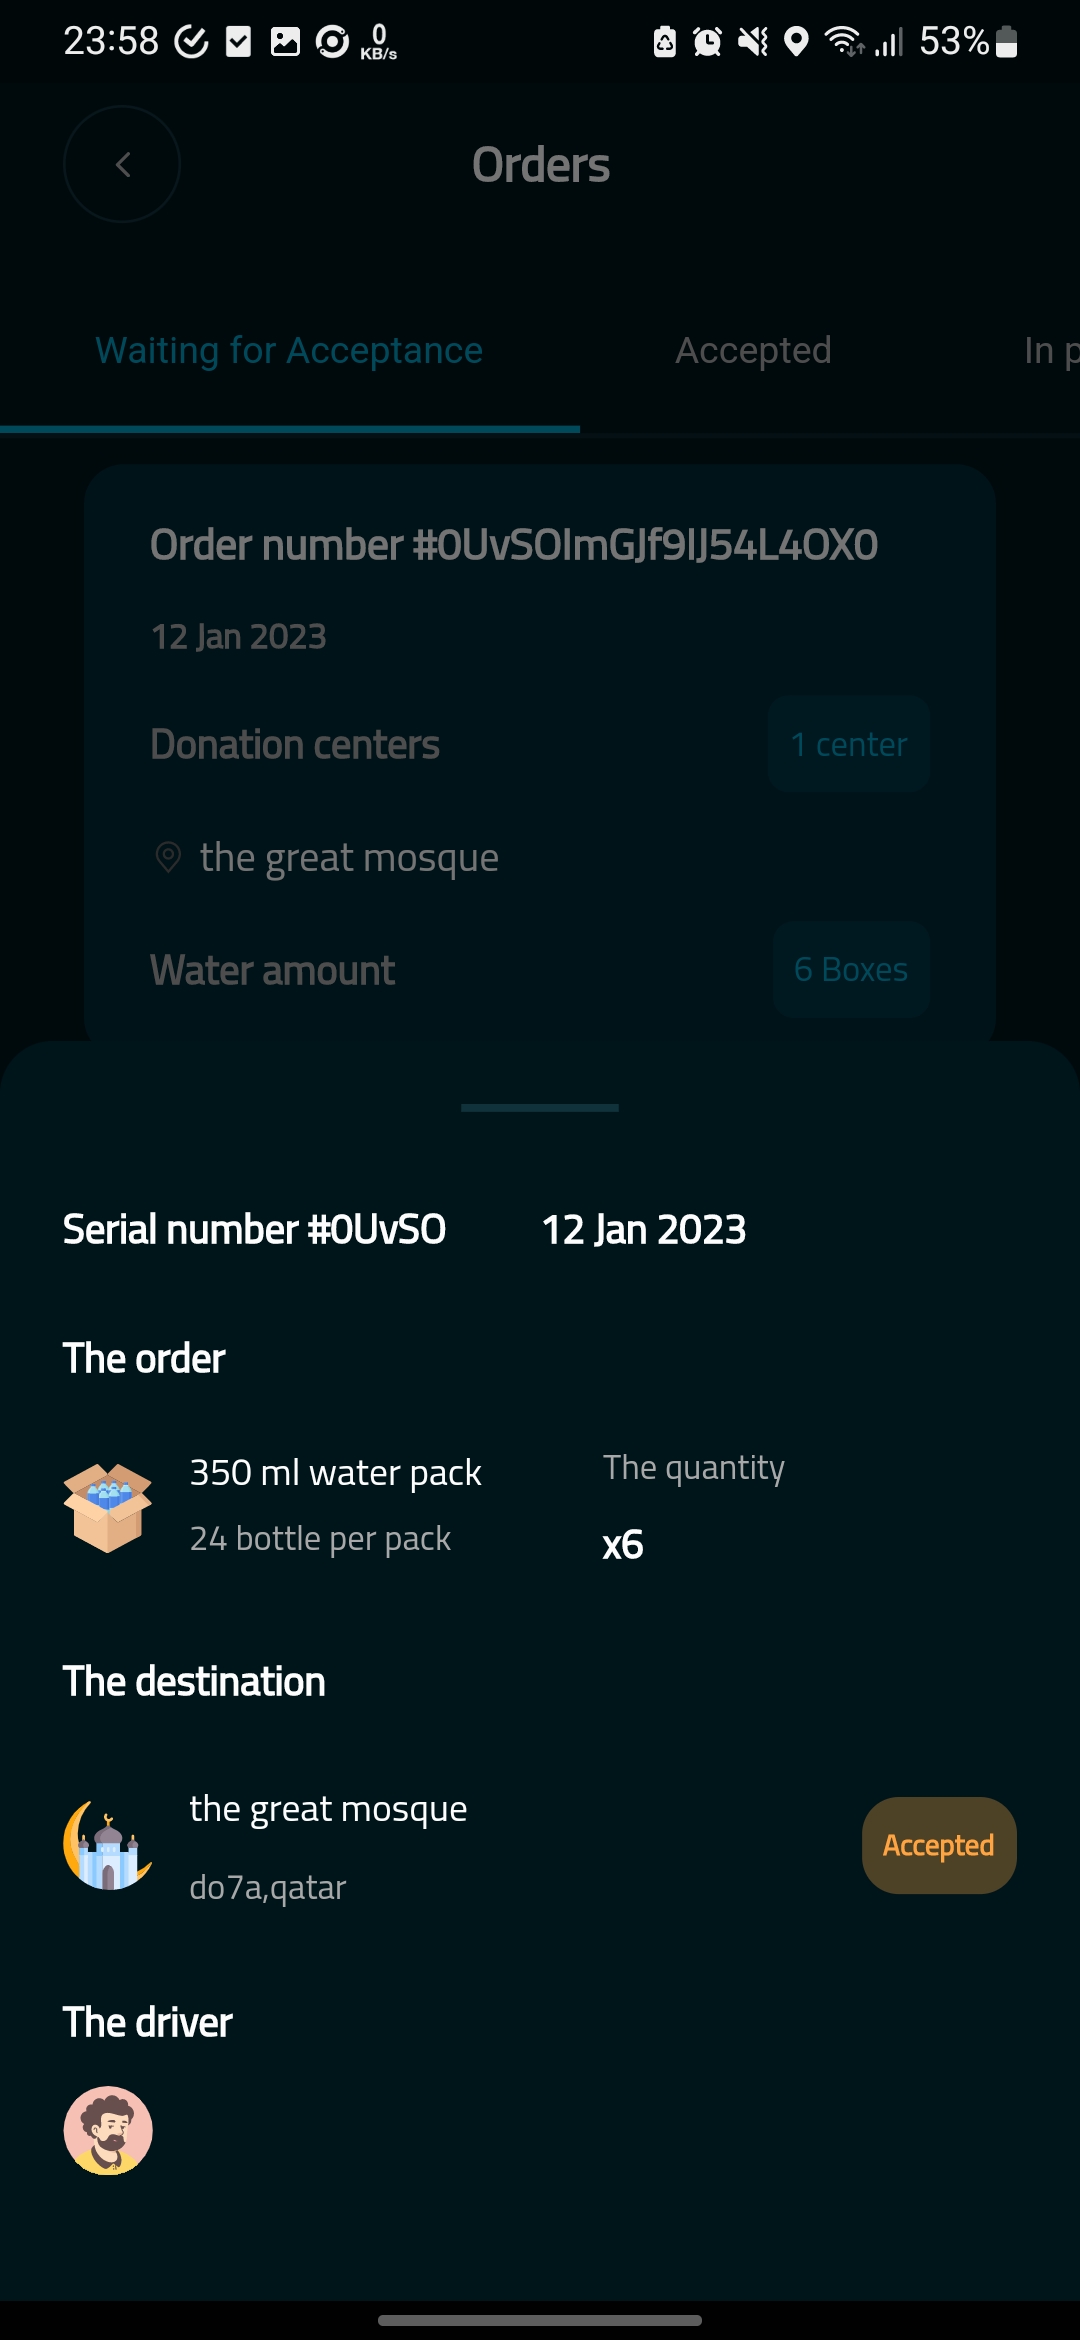 23:58
0
KB/s
53%
Orders
Waiting for Acceptance
Accepted
In p
Order number #0UvSOImGJf9IJ54L4OX0
12 Jan 2023
Donation centers
1 center
the great mosque
Water amount
6 Boxes
Serial number #0UvSO
12 Jan 2023
The order
350 ml water pack
24 bottle per pack
The quantity
x6
The destination
the great mosque
do7a,qatar
Accepted
The driver